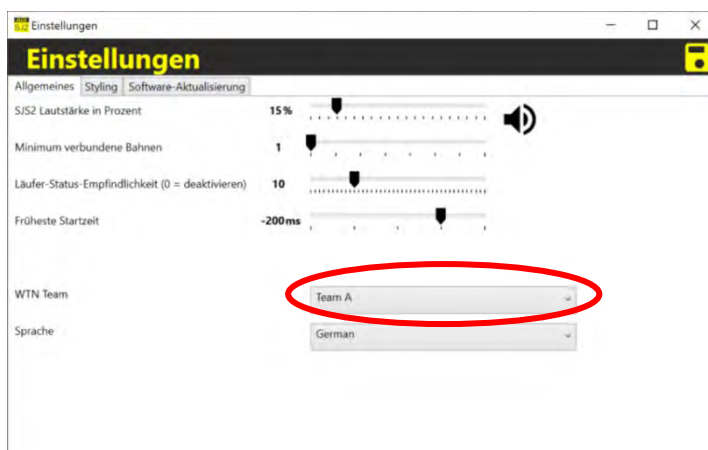 Einstellungen
Einstellungen
Allgemeines Styling Software-Aktualisierung
SJS2 Lautstärke in Prozent 15%
Minimum verbundene Bahnen 1
Läufer-Status-Empfindlichkeit (0 = deaktivieren) 10
Früheste Startzeit -200ms
WTN Team Team A
Sprache German